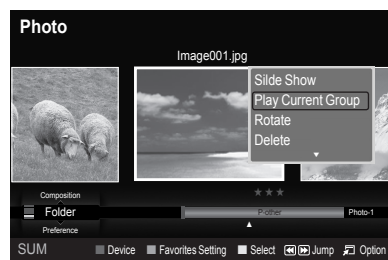 Photo
Image001.jpg
Silde Show
Play Current Group
Rotate
Delete
Composition
Folder
P-other
Photo-1
Preference
SUM
Device
Favorites Setting
Select
Jump
Option